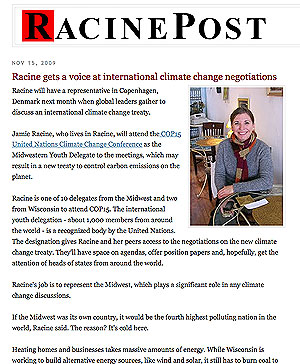 RACINEPOST
NOV 15, 2009
Racine gets a voice at international climate change negotiations
Racine will have a representative in Copenhagen,
Denmark next month when global leaders gather to
discuss an international climate change treaty.
Jamie Racine, who lives in Racine, will attend the COP15
United Nations Climate Change Conference as the
Midwestern Youth Delegate to the meetings, which may
result in a new treaty to control carbon emissions on the
planet.
Racine is one of 10 delegates from the Midwest and two
from Wisconsin to attend COP15. The international
youth delegation - about 1,000 members from around
the world - is a recognized body by the United Nations.
The designation gives Racine and her peers access to the negotiations on the new climate
change treaty. They'll have space on agendas, offer position papers and, hopefully, get the
attention of heads of states from around the world.
Racine's job is to represent the Midwest, which plays a significant role in any climate
change discussions.
If the Midwest was its own country, it would be the fourth highest polluting nation in the
world, Racine said. The reason? It's cold here.
Heating homes and businesses takes massive amounts of energy. While Wisconsin is
working to build alternative energy sources, like wind and solar, it still has to burn coal to